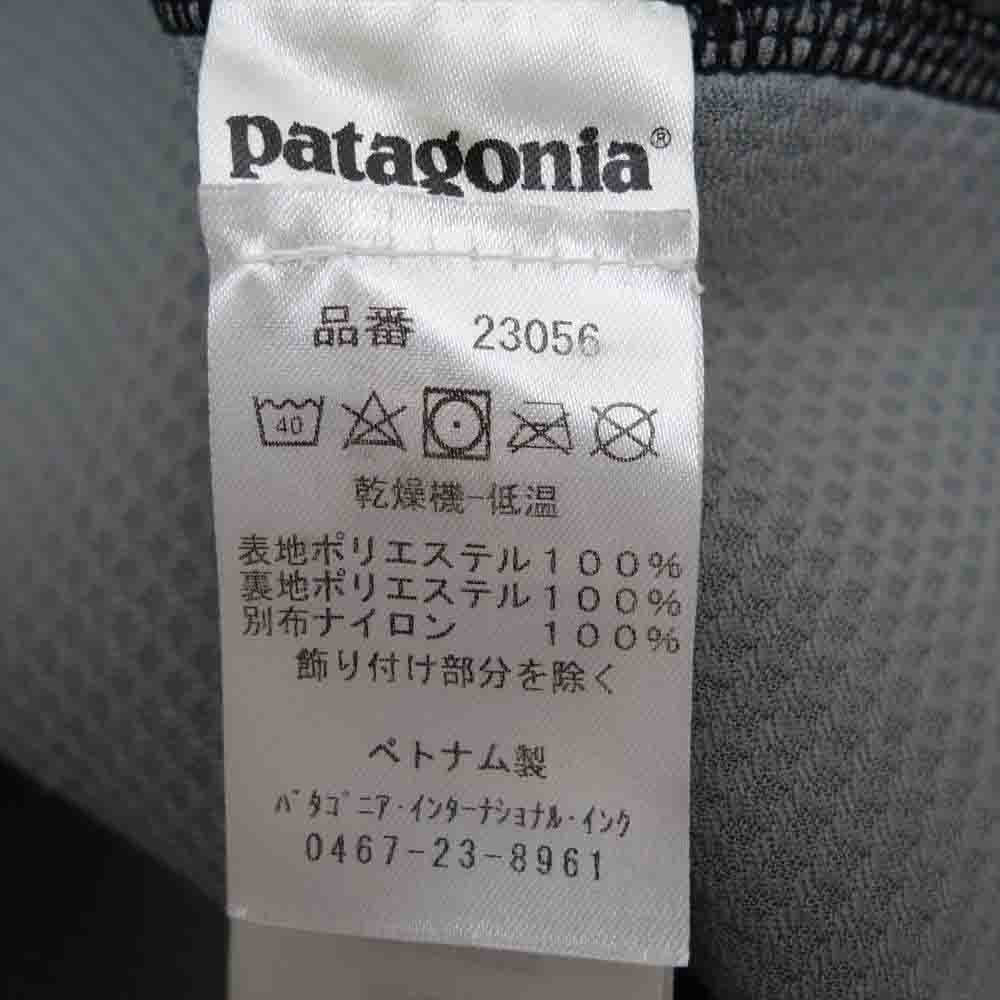 patagonia®
品番 23056
40
乾燥機-低温
表地ポリエステル100%
裏地ポリエステル100%
別布ナイロン 100%
飾り付け部分を除く
ベトナム製
パタゴニア・インターナショナル・インク
0467-23-8961